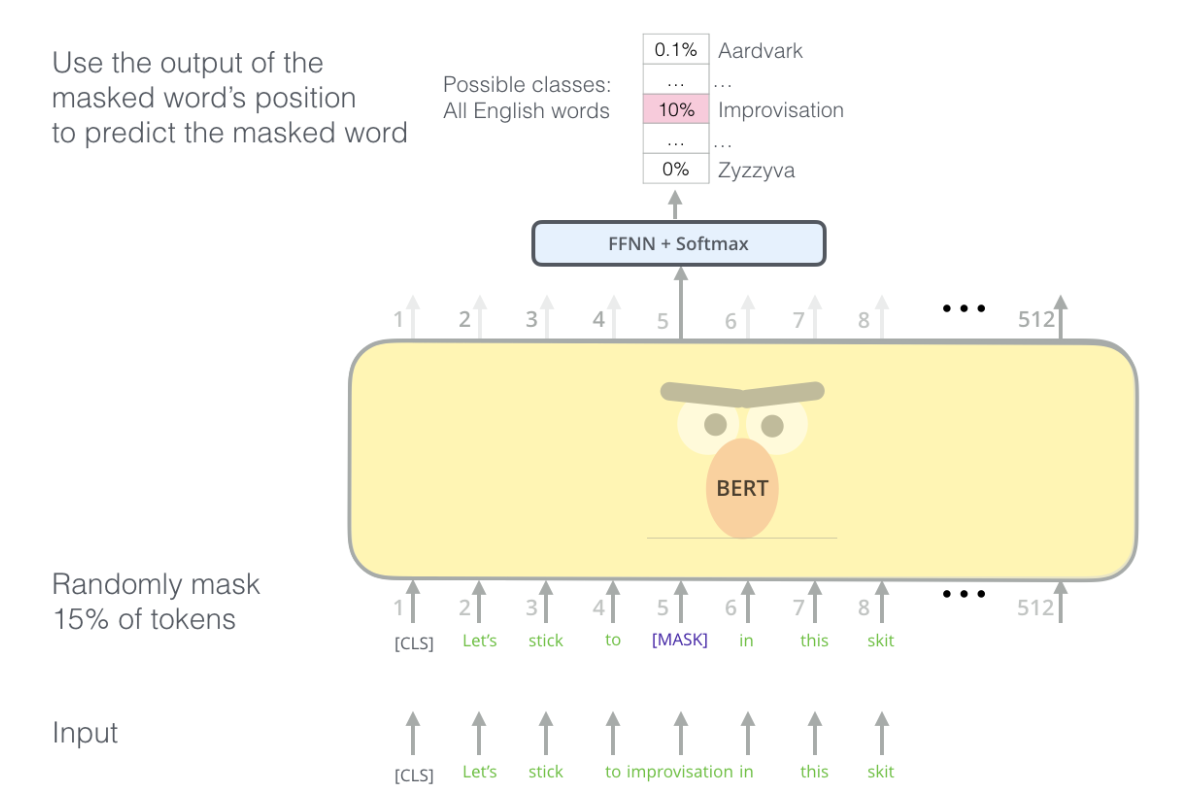 Use the output of the
masked word's position
to predict the masked word
Possible classes:
All English words
0.1% Aardvark
... ...
10% Improvisation
... ...
0% Zyzzyva
FFNN + Softmax
1 2 3 4 5 6 7 8 ... 512
BERT
Randomly mask
15% of tokens
1 2 3 4 5 6 7 8 ... 512
[CLS] Let's stick to [MASK] in this skit
Input
[CLS] Let's stick to improvisation in this skit